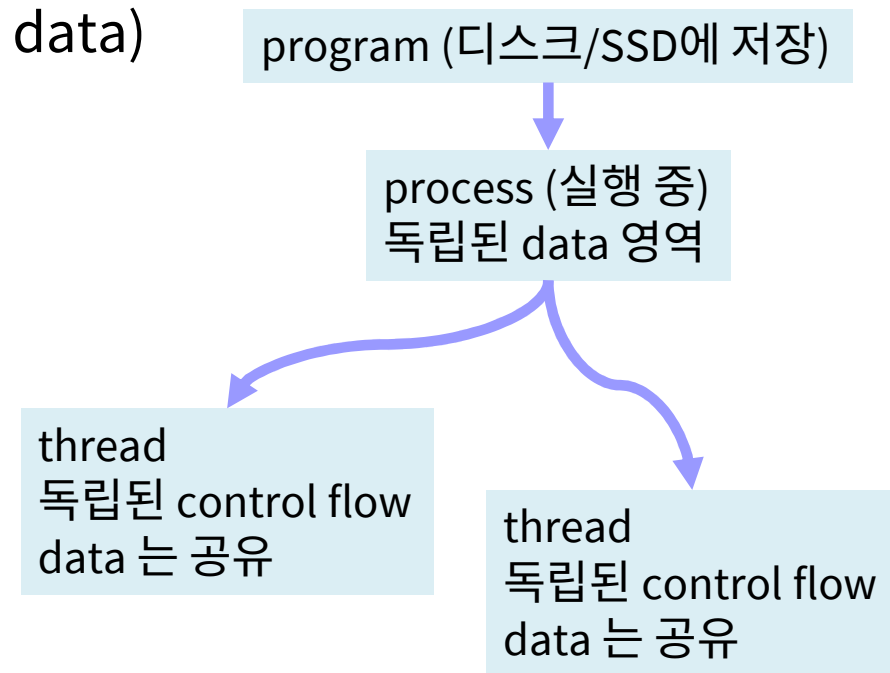 data)
program (디스크/SSD에 저장)
process (실행 중)
독립된 data 영역
thread
독립된 control flow
data 는 공유
thread
독립된 control flow
data 는 공유